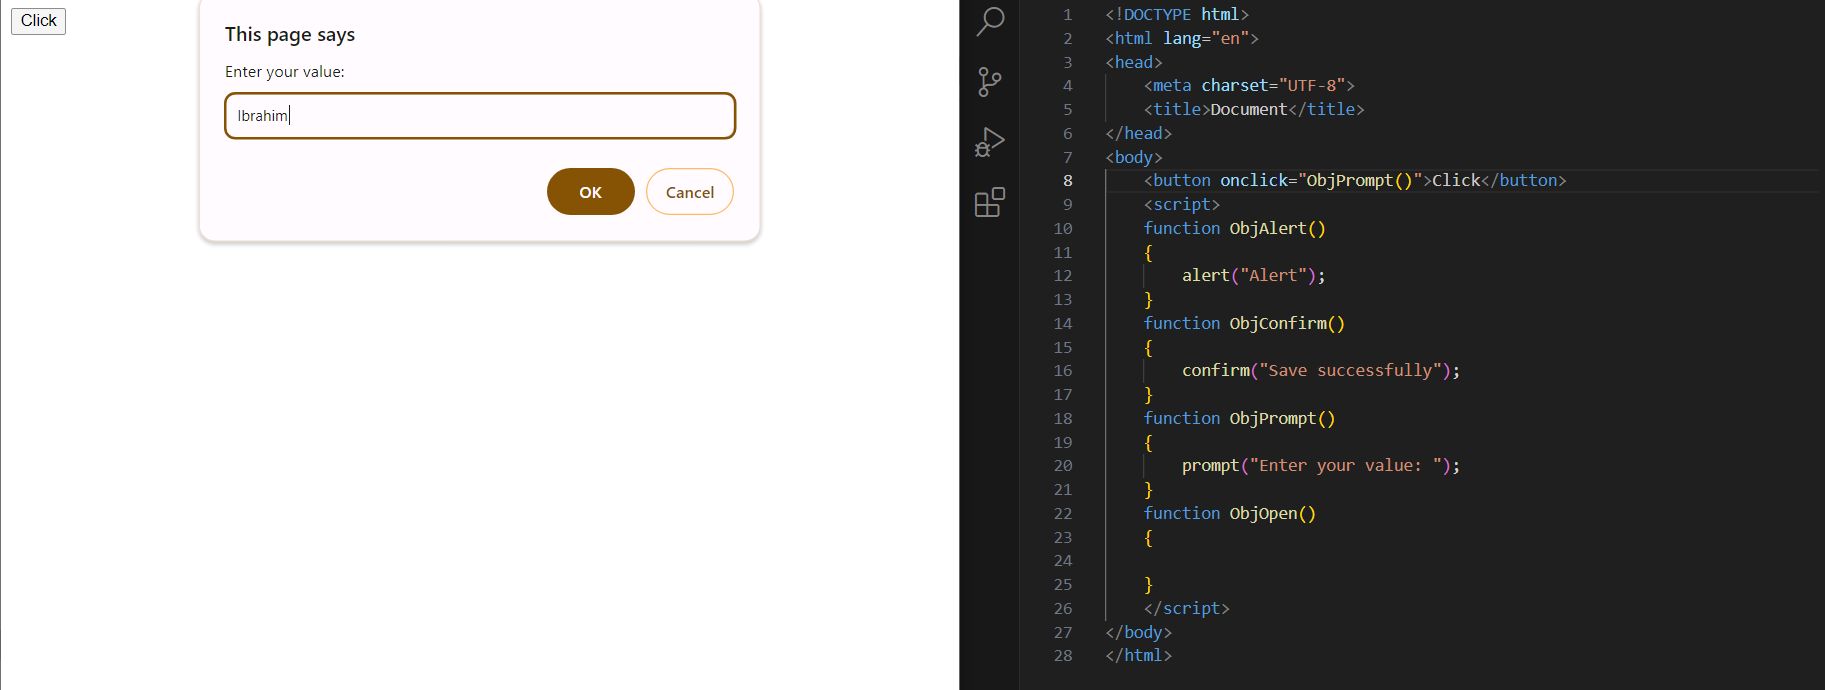 Click
This page says
Enter your value:
Ibrahim
OK
Cancel
1 <!DOCTYPE html>
2 <html lang="en">
3 <head>
4     <meta charset="UTF-8">
5     <title>Document</title>
6 </head>
7 <body>
8     <button onclick="ObjPrompt()">Click</button>
9     <script>
10     function ObjAlert()
11     {
12         alert("Alert");
13     }
14     function ObjConfirm()
15     {
16         confirm("Save successfully");
17     }
18     function ObjPrompt()
19     {
20         prompt("Enter your value: ");
21     }
22     function ObjOpen()
23     {
24
25     }
26     </script>
27 </body>
28 </html>